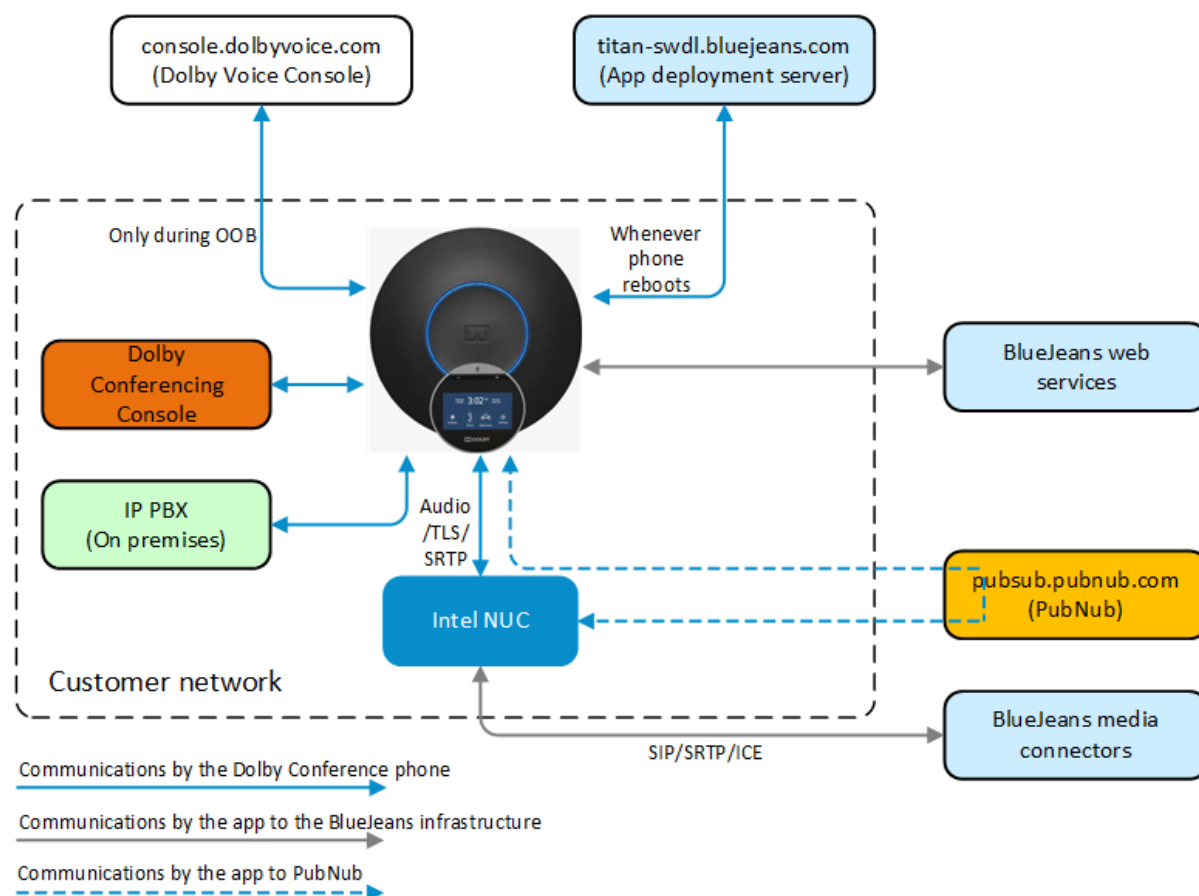 console.dolbyvoice.com
(Dolby Voice Console)
titan-swdl.bluejeans.com
(App deployment server)
Only during OOB
Whenever
phone
reboots
Dolby
Conferencing
Console
3:02
DOLBY
BlueJeans web
services
IP PBX
(On premises)
Audio
/TLS/
SRTP
Intel NUC
pubsub.pubnub.com
(PubNub)
Customer network
BlueJeans media
connectors
SIP/SRTP/ICE
Communications by the Dolby Conference phone
Communications by the app to the BlueJeans infrastructure
Communications by the app to PubNub